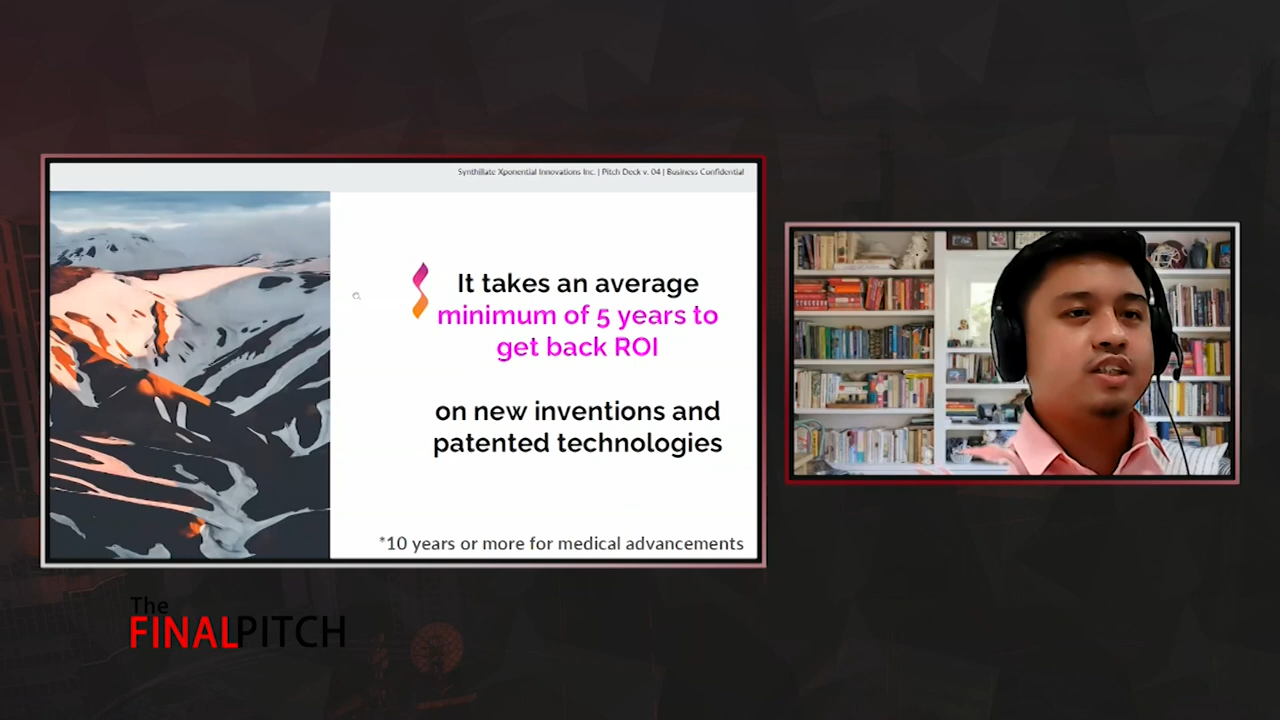 Synthillate Xponential Innovations Inc. | Pitch Deck v. 04 | Business Confidential
It takes an average
minimum of 5 years to
get back ROI
on new inventions and
patented technologies
*10 years or more for medical advancements
The
FINALPITCH